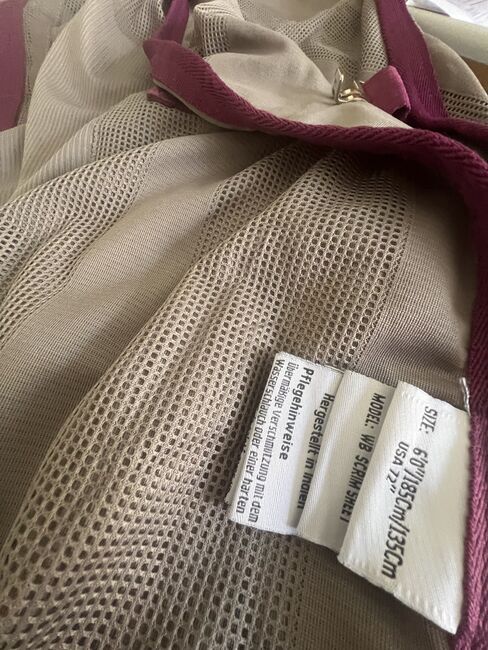 SIZE: 6'0"/185Cm/135Cm
USA 72"
MODEL: WB SCRIM SHEET
Hergestellt in Indien
Pflegehinweise
übermäßige Verschmutzung mit dem
Wasserschlauch oder einer harten